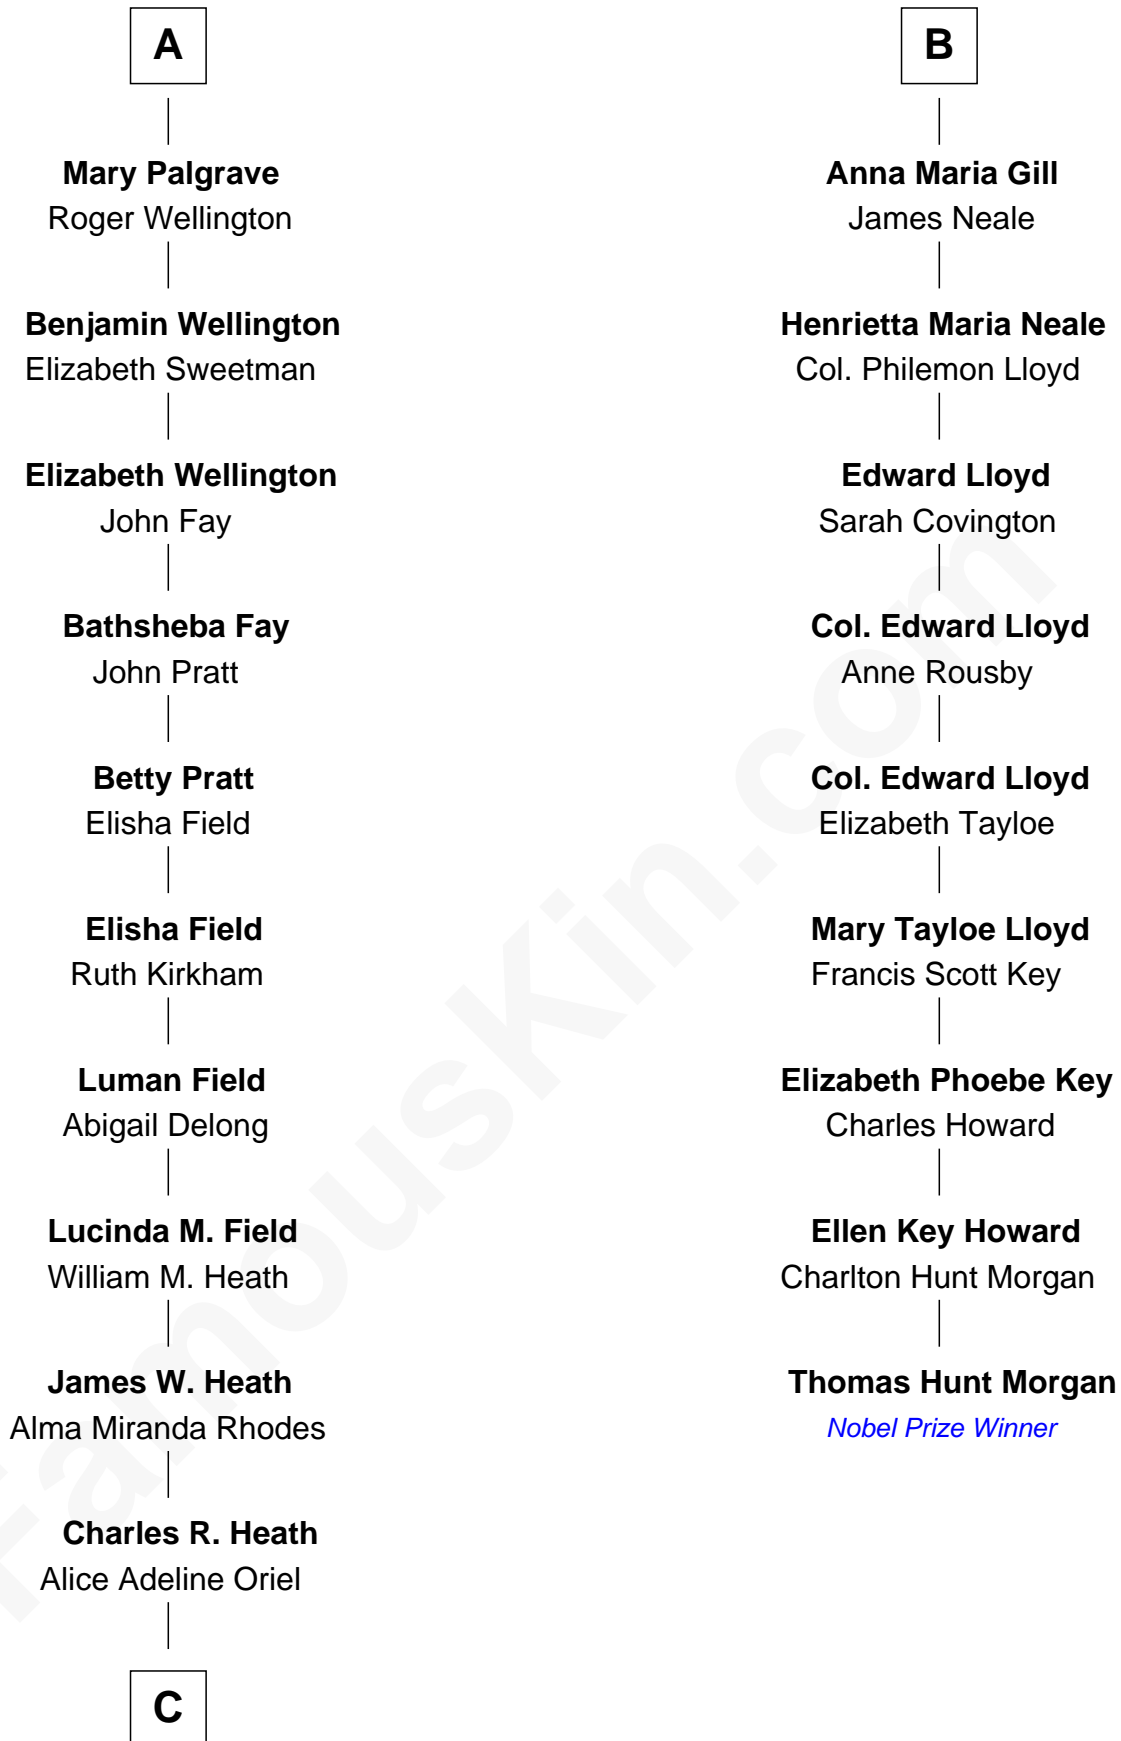 A
Mary Palgrave
Roger Wellington
Benjamin Wellington
Elizabeth Sweetman
Elizabeth Wellington
John Fay
Bathsheba Fay
John Pratt
Betty Pratt
Elisha Field
Elisha Field
Ruth Kirkham
Luman Field
Abigail Delong
Lucinda M. Field
William M. Heath
James W. Heath
Alma Miranda Rhodes
Charles R. Heath
Alice Adeline Oriel
C
B
Anna Maria Gill
James Neale
Henrietta Maria Neale
Col. Philemon Lloyd
Edward Lloyd
Sarah Covington
Col. Edward Lloyd
Anne Rousby
Col. Edward Lloyd
Elizabeth Tayloe
Mary Tayloe Lloyd
Francis Scott Key
Elizabeth Phoebe Key
Charles Howard
Ellen Key Howard
Charlton Hunt Morgan
Thomas Hunt Morgan
Nobel Prize Winner
FamousKin.com